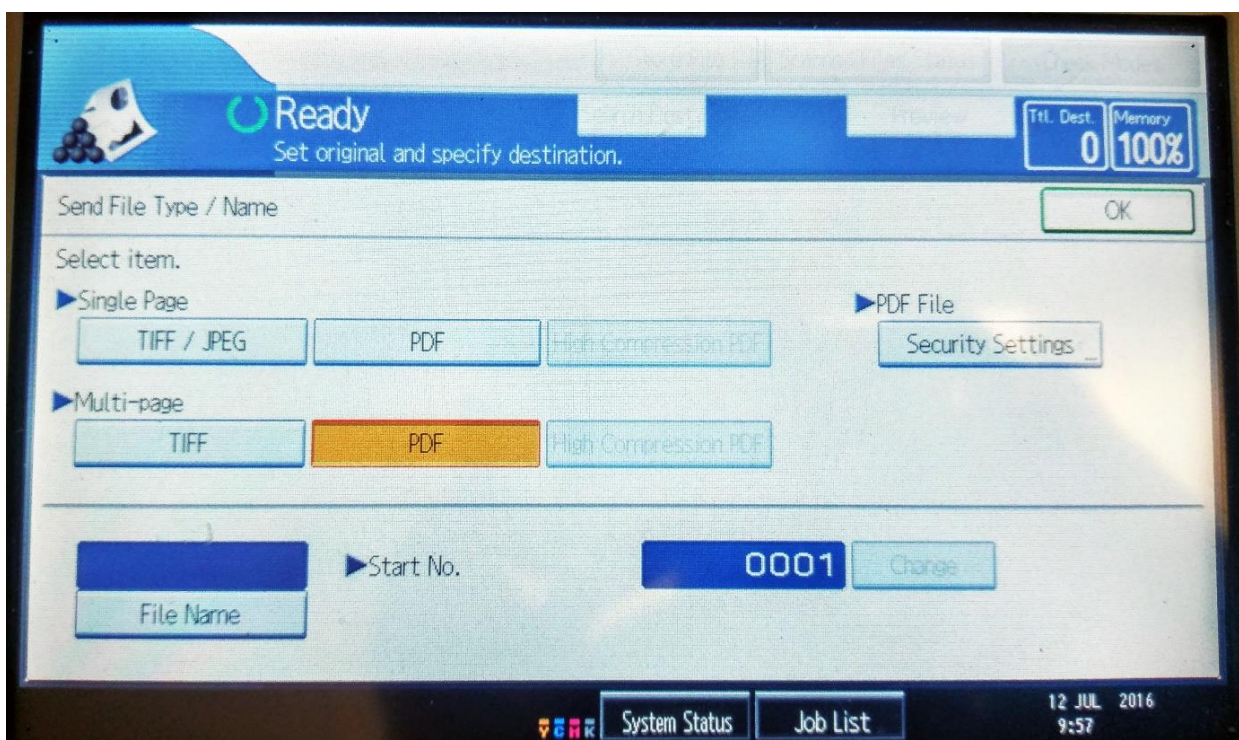 Ready
Set original and specify destination.
Ttl. Dest.
0
Memory
100%
Send File Type / Name
OK
Select item.
Single Page
TIFF / JPEG
PDF
High Compression PDF
PDF File
Security Settings
Multi-page
TIFF
PDF
High Compression PDF
File Name
Start No.
0001
Change
Y C M K
System Status
Job List
12 JUL 2016
9:57